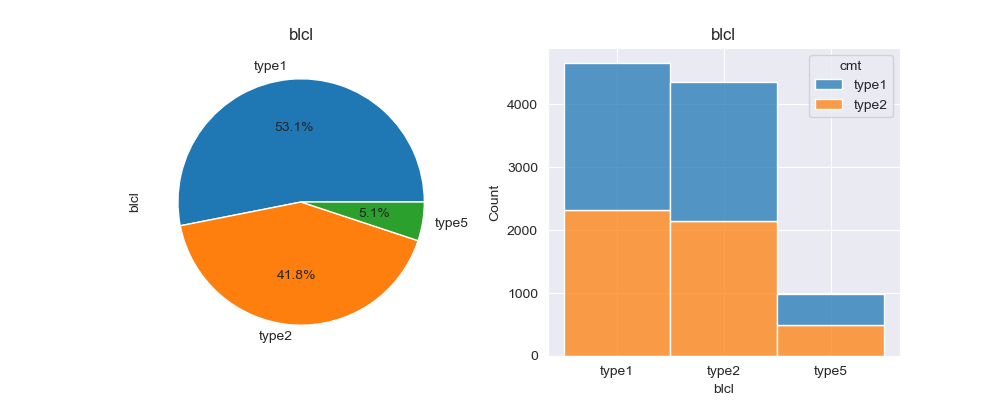 blcl
type1
53.1%
blcl
5.1%
type5
41.8%
type2
blcl
cmt
type1
type2
4000
3000
2000
1000
0
Count
type1 type2 type5
blcl